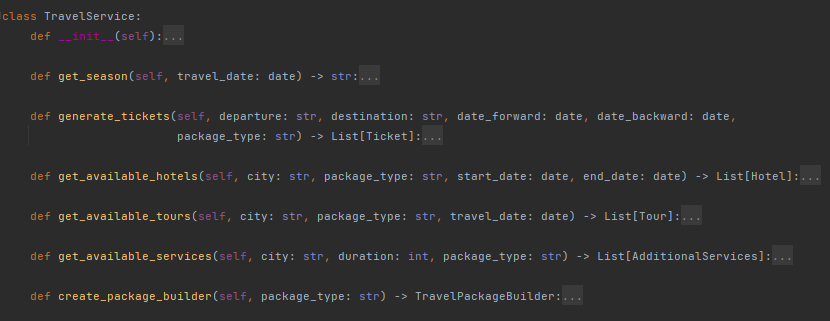 class TravelService:
    def __init__(self):...
    def get_season(self, travel_date: date) -> str:...
    def generate_tickets(self, departure: str, destination: str, date_forward: date, date_backward: date,
                         package_type: str) -> List[Ticket]:...
    def get_available_hotels(self, city: str, package_type: str, start_date: date, end_date: date) -> List[Hotel]:...
    def get_available_tours(self, city: str, package_type: str, travel_date: date) -> List[Tour]:...
    def get_available_services(self, city: str, duration: int, package_type: str) -> List[AdditionalServices]:...
    def create_package_builder(self, package_type: str) -> TravelPackageBuilder:...